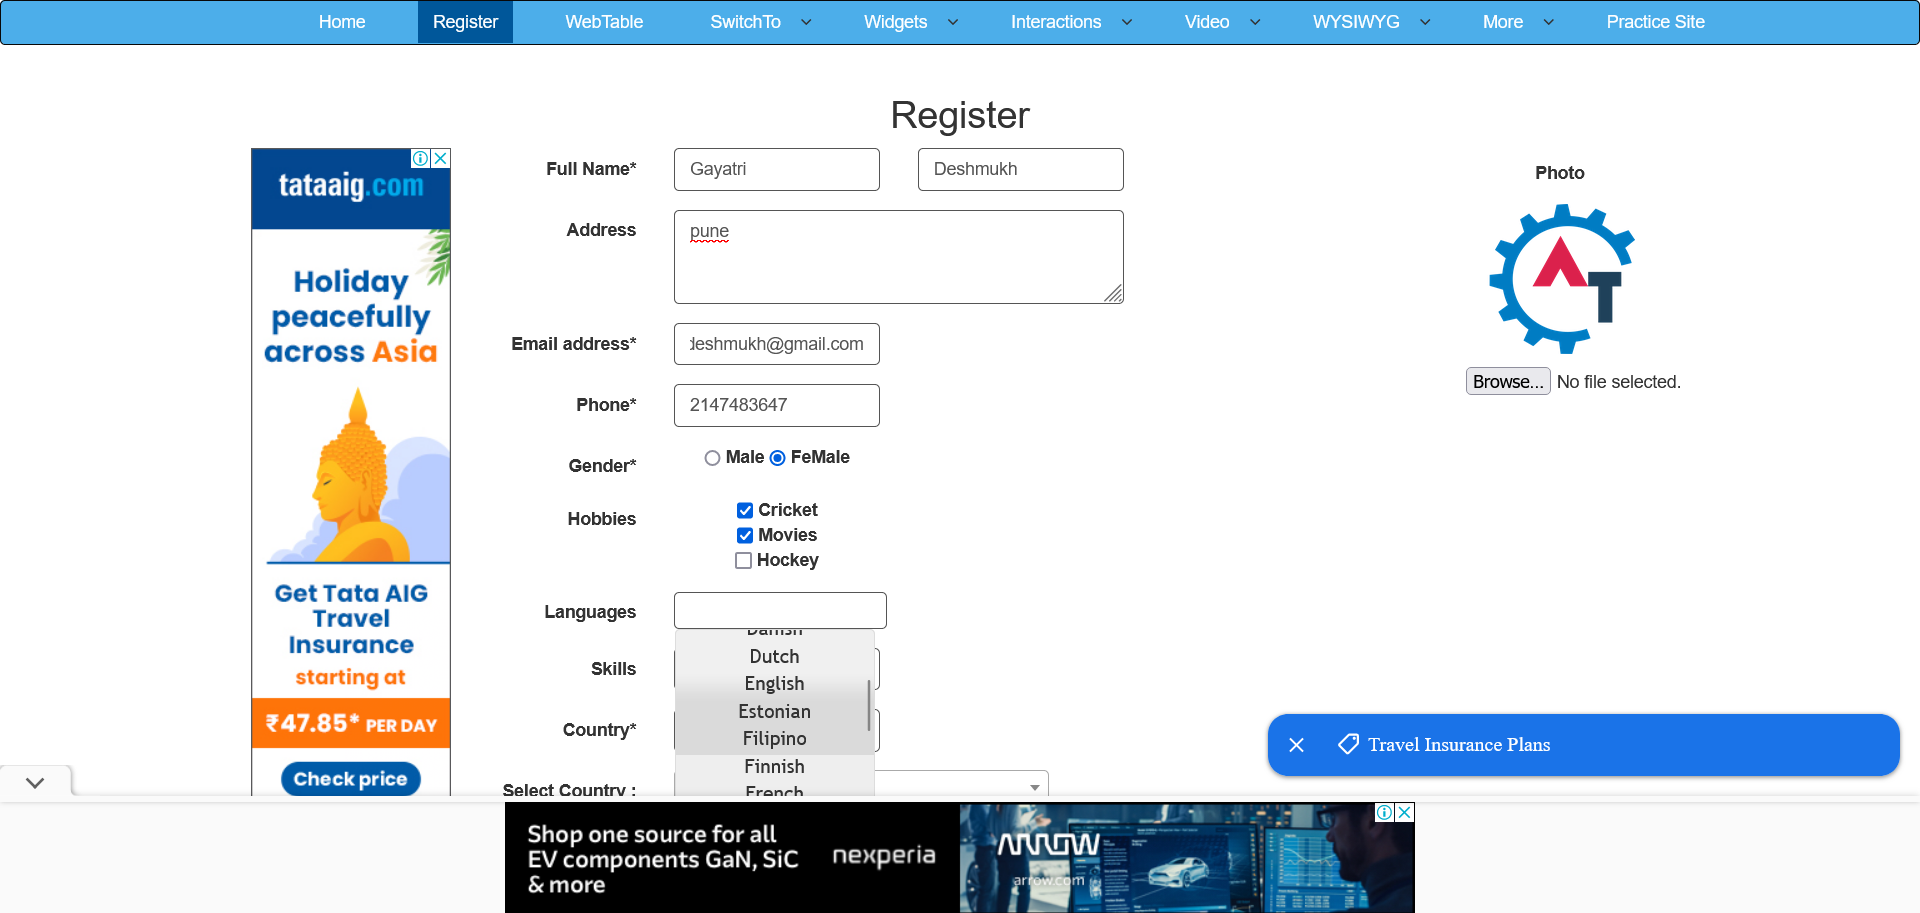 Home Register WebTable SwitchTo Widgets Interactions Video WYSIWYG More Practice Site
Register
tataaig.com
Holiday
peacefully
across Asia
Get Tata AIG
Travel
Insurance
starting at
₹47.85* PER DAY
Check price
Full Name* Gayatri Deshmukh
Address pune
Email address* deshmukh@gmail.com
Phone* 2147483647
Gender* Male FeMale
Hobbies Cricket
Movies
Hockey
Languages
Danish
Dutch
Skills
English
Estonian
Country*
Filipino
Finnish
Select Country :
French
Photo
AT
Browse... No file selected.
Travel Insurance Plans
Shop one source for all
EV components GaN, SiC
& more
nexperia
ARROW
arrow.com